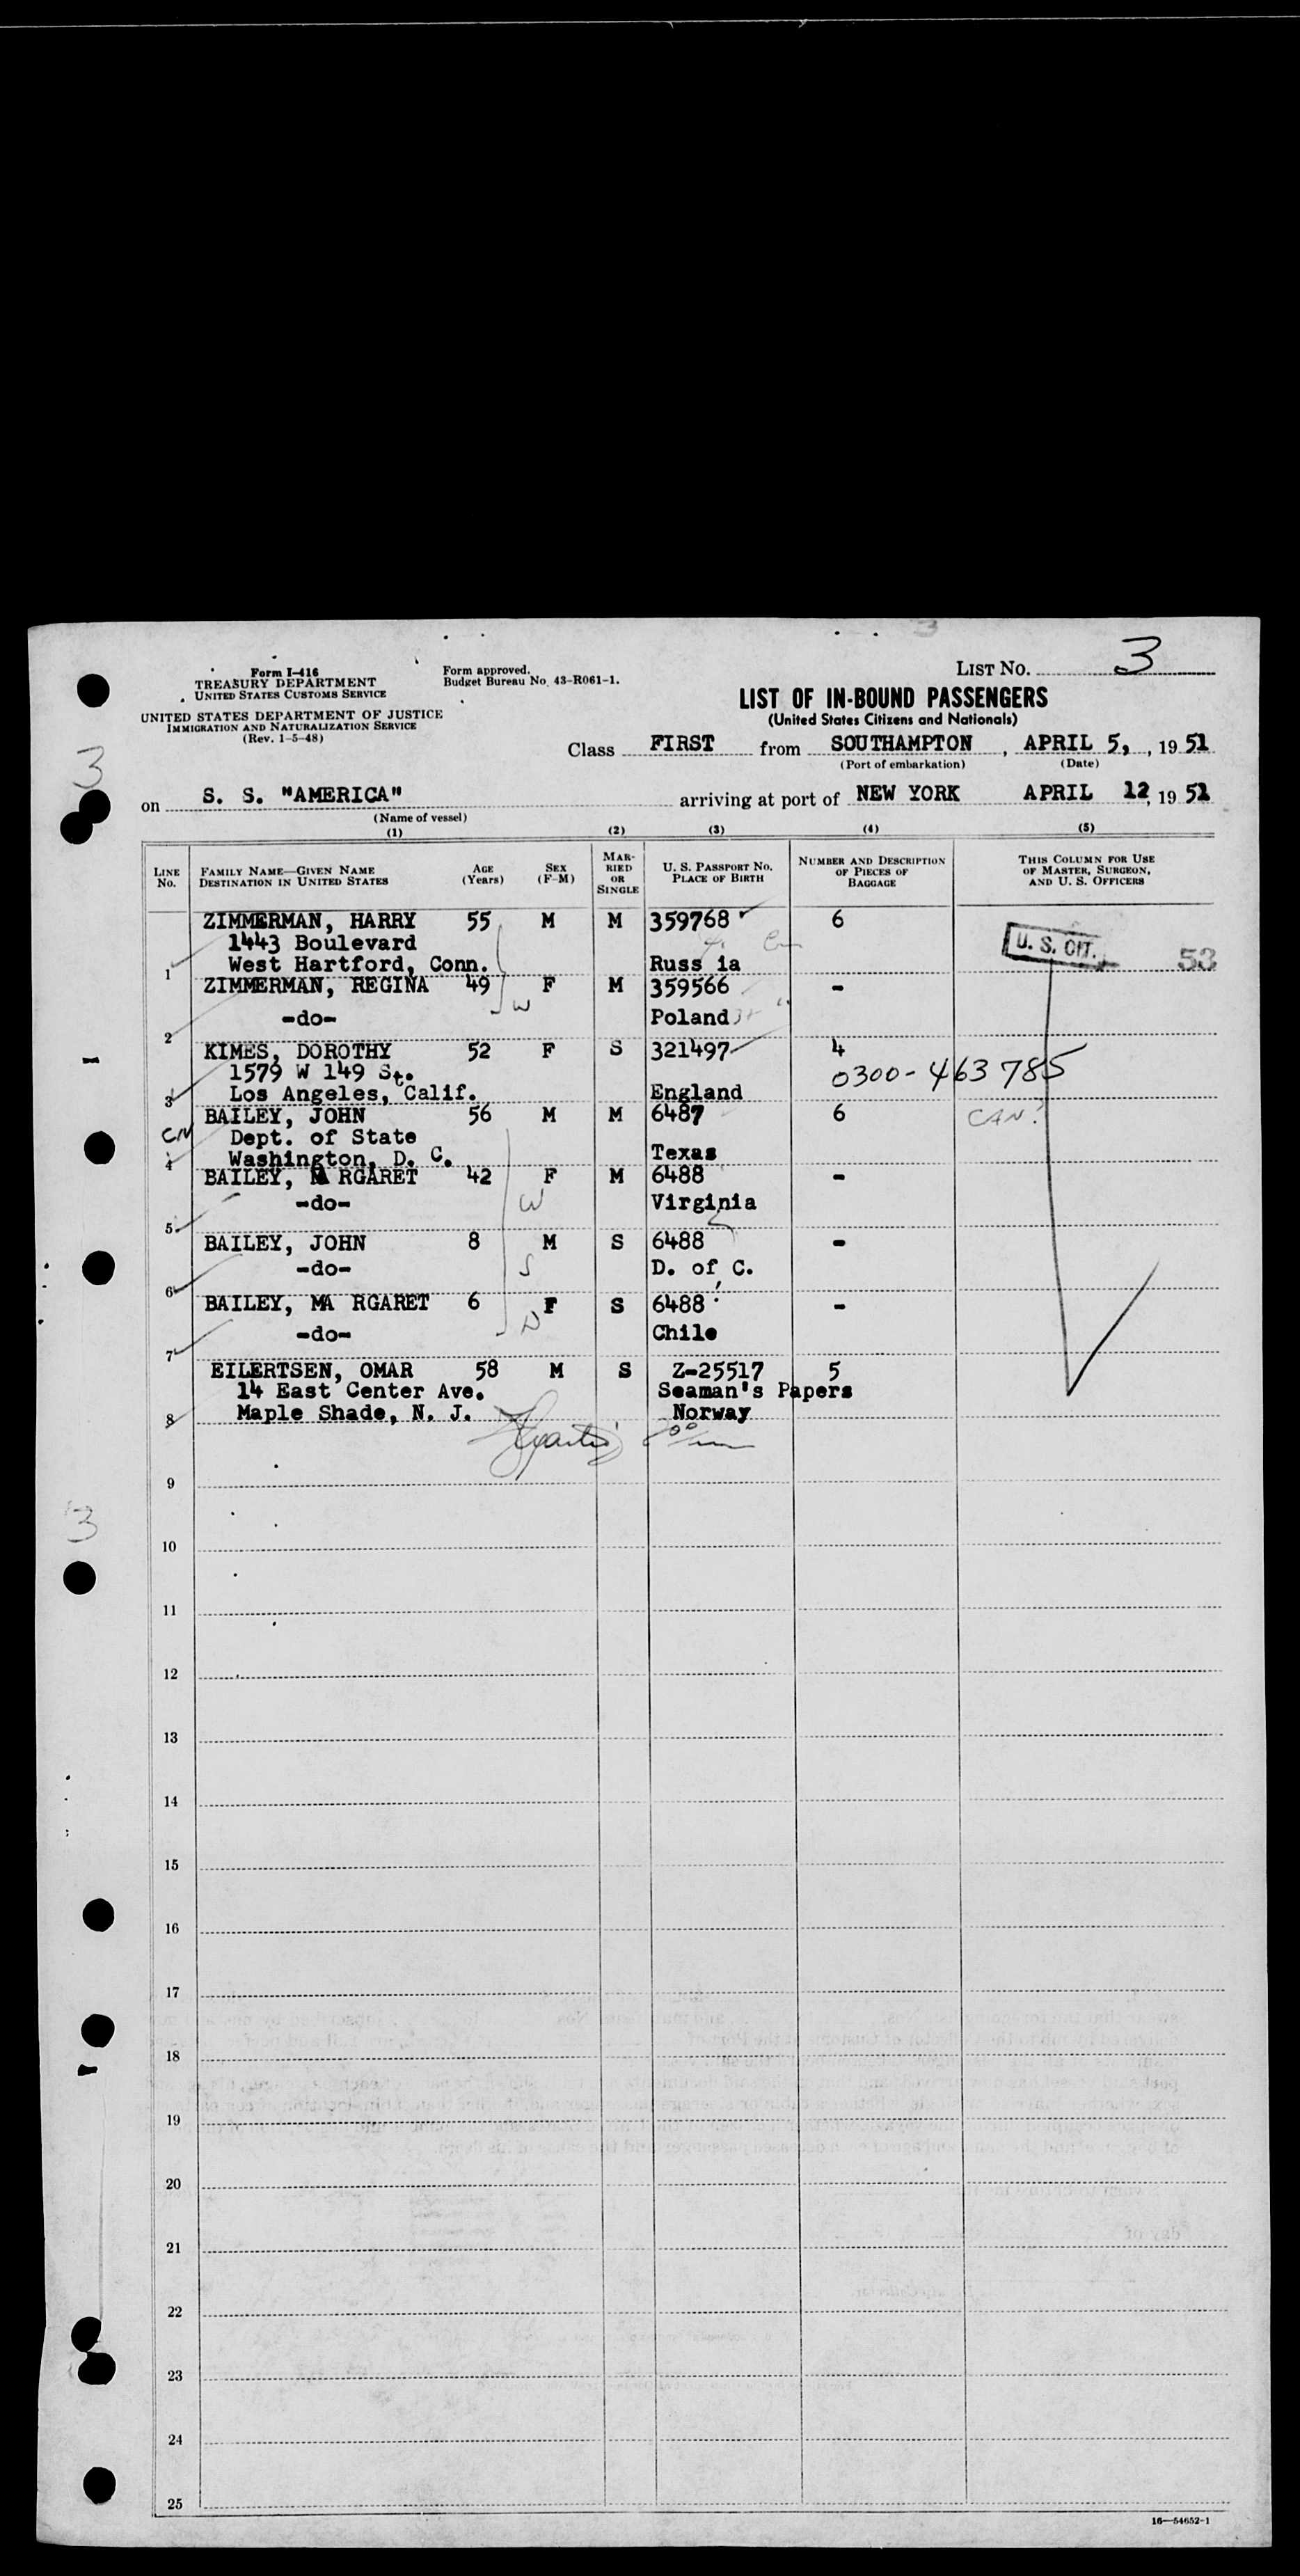 3
Form I-416
TREASURY DEPARTMENT
UNITED STATES CUSTOMS SERVICE
Form approved.
Budget Bureau No. 43-R061-1.
LIST NO. 3
UNITED STATES DEPARTMENT OF JUSTICE
IMMIGRATION AND NATURALIZATION SERVICE
(Rev. 1-5-48)
LIST OF IN-BOUND PASSENGERS
(United States Citizens and Nationals)
Class FIRST from SOUTHAMPTON, APRIL 5, 1951
(Port of embarkation) (Date)
3
on S. S. "AMERICA" arriving at port of NEW YORK APRIL 12, 1951
(Name of vessel)
(1) (2) (3) (4) (5)
LINE NO. FAMILY NAME—GIVEN NAME DESTINATION IN UNITED STATES AGE (Years) SEX (F-M) MARRIED OR SINGLE U. S. PASSPORT NO. PLACE OF BIRTH NUMBER AND DESCRIPTION OF PIECES OF BAGGAGE THIS COLUMN FOR USE OF MASTER, SURGEON, AND U. S. OFFICERS
ZIMMERMAN, HARRY 55 M M 359768 6
1443 Boulevard U. S. CIT. 53
1 West Hartford, Conn. Russ ia
ZIMMERMAN, REGINA 49 F M 359566 -
W
2 -do- Poland
KIMES, DOROTHY 52 F S 321497 4
1579 W 149 St. 0300-463785
3 Los Angeles, Calif. England
BAILEY, JOHN 56 M M 6487 6 CAN?
CN Dept. of State
4 Washington, D. C. Texas
BAILEY, MA RGARET 42 F M 6488 -
5 -do- W Virginia
BAILEY, JOHN 8 M S 6488 -
6 -do- S D. of C.
BAILEY, MA RGARET 6 F S 6488 -
7 -do- D Chile
EILERTSEN, OMAR 58 M S Z-25517 5
14 East Center Ave. Seaman's Papers
8 Maple Shade, N. J. Norway
9
3
10
11
12
13
14
15
16
17
18
19
20
21
22
23
24
25
16—54652-1